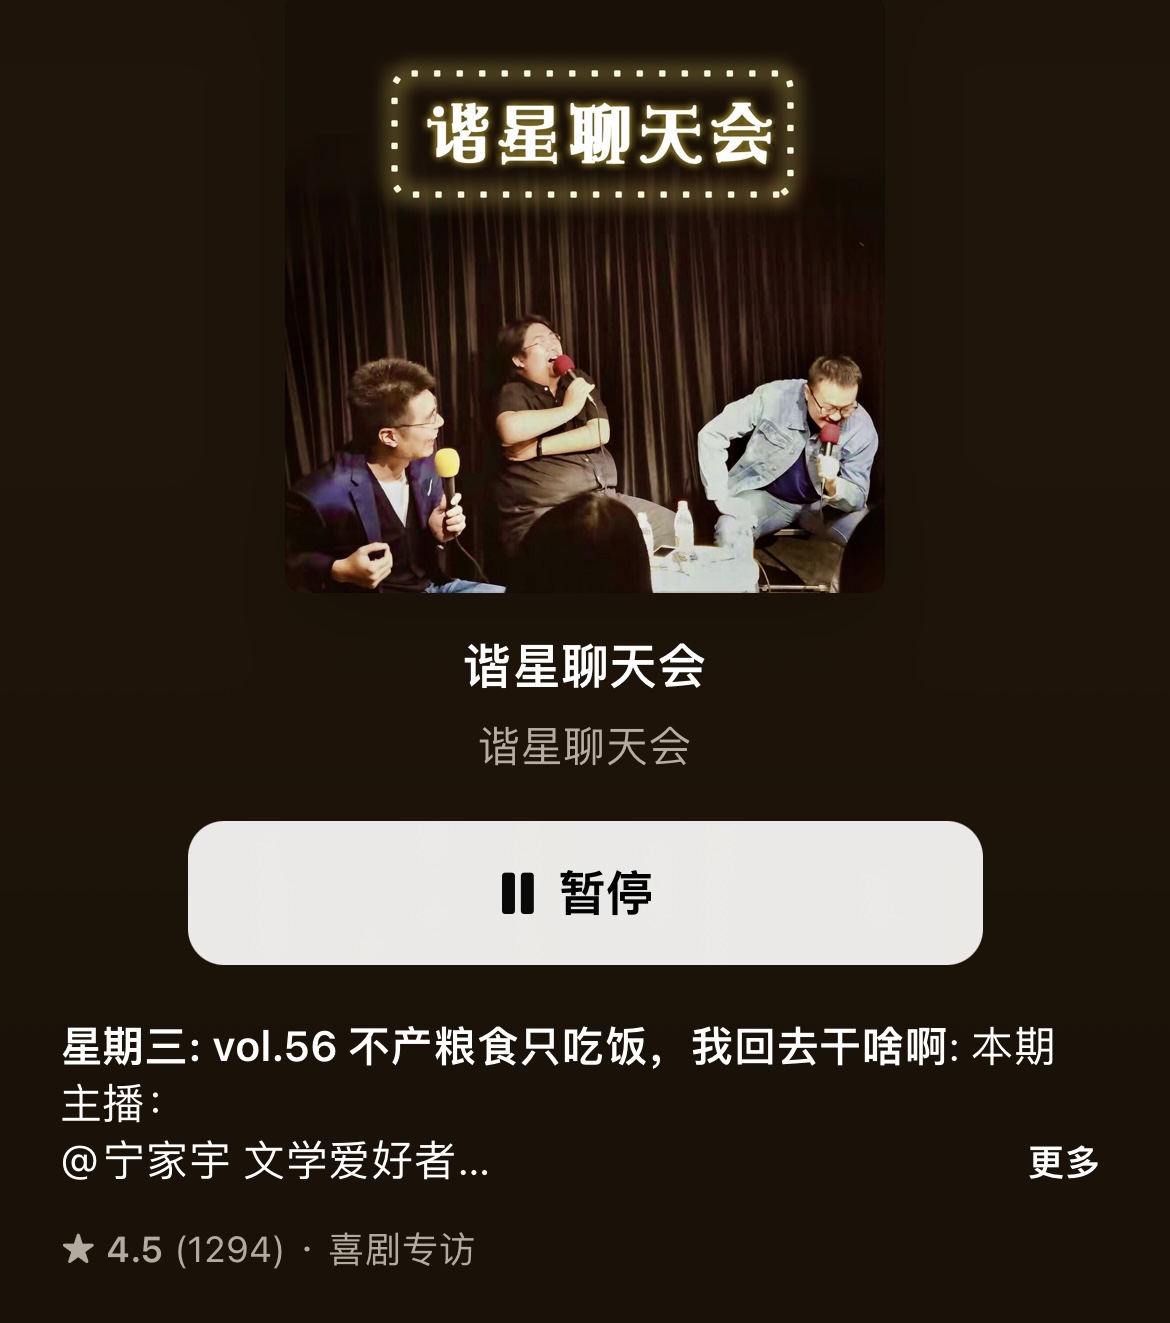 谐星聊天会
谐星聊天会
谐星聊天会
暂停
星期三: vol.56 不产粮食只吃饭，我回去干啥啊: 本期
主播：
@宁家宇 文学爱好者...
更多
★ 4.5 (1294) · 喜剧专访